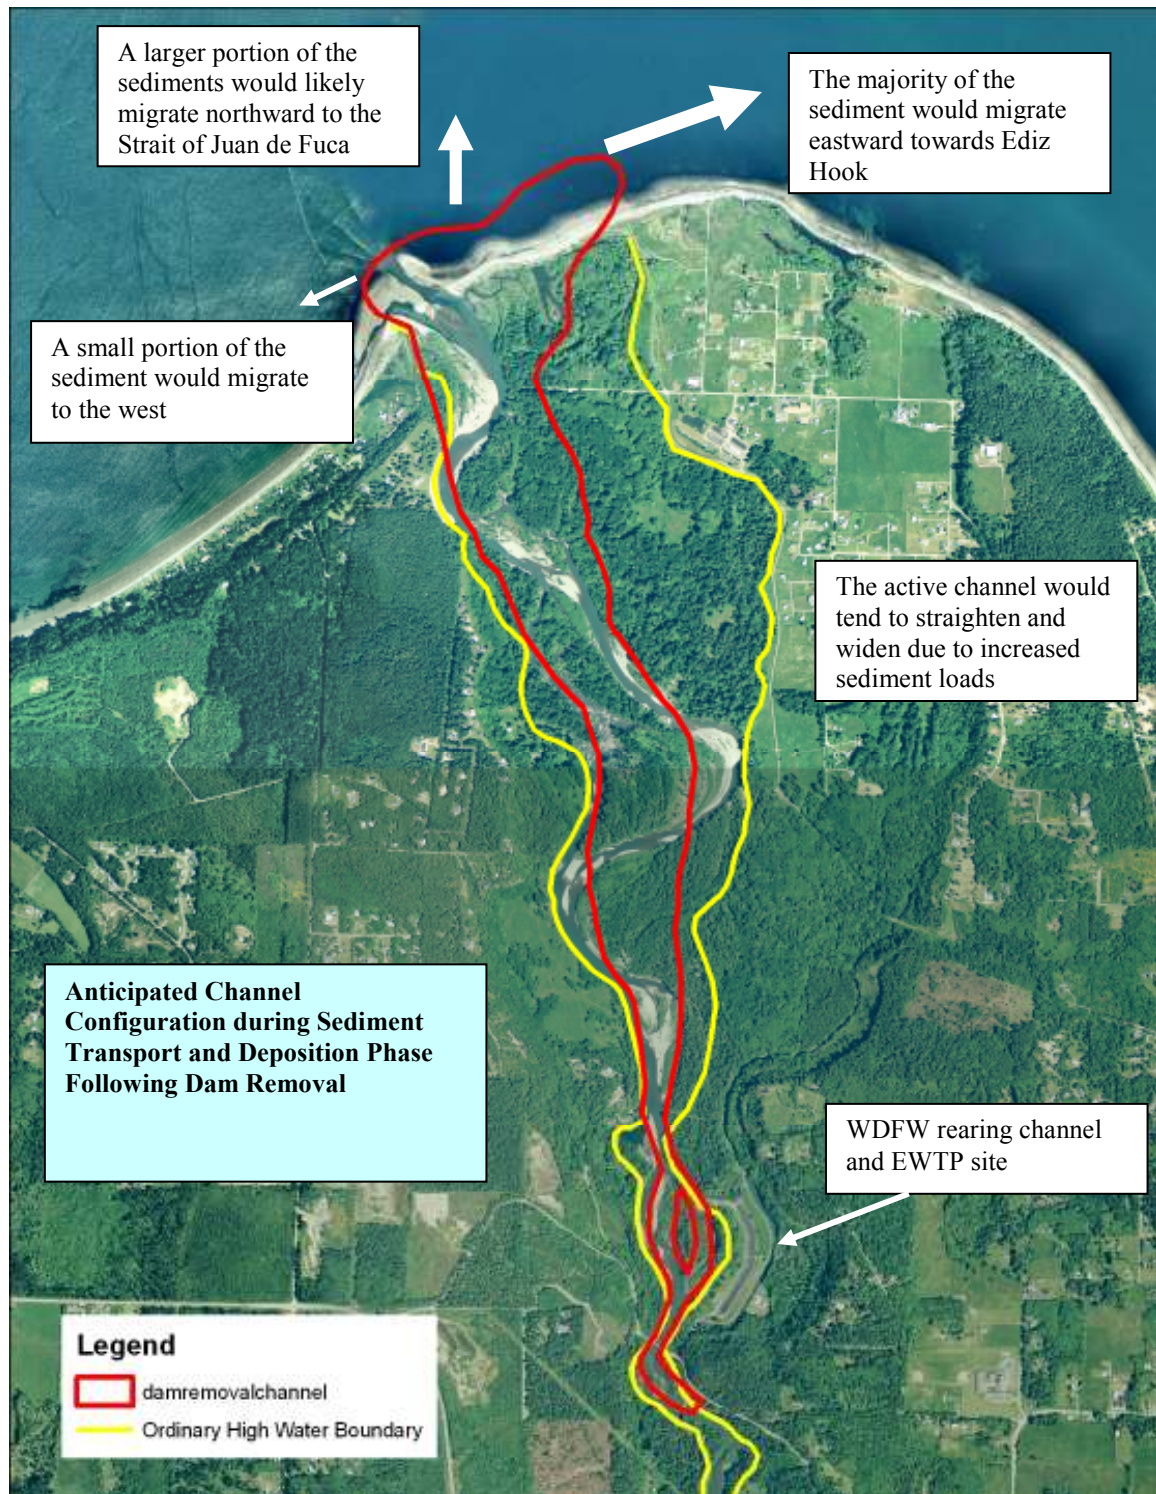 A larger portion of the
sediments would likely
migrate northward to the
Strait of Juan de Fuca
The majority of the
sediment would migrate
eastward towards Ediz
Hook
A small portion of the
sediment would migrate
to the west
The active channel would
tend to straighten and
widen due to increased
sediment loads
Anticipated Channel
Configuration during Sediment
Transport and Deposition Phase
Following Dam Removal
WDFW rearing channel
and EWTP site
Legend
damremovalchannel
Ordinary High Water Boundary